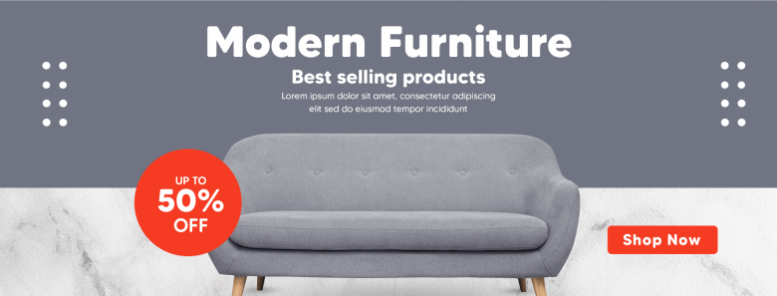 Modern Furniture
Best selling products
Lorem ipsum dolor sit amet, consectetur adipiscing
elit sed do eiusmod tempor incididunt
UP TO
50%
OFF
Shop Now